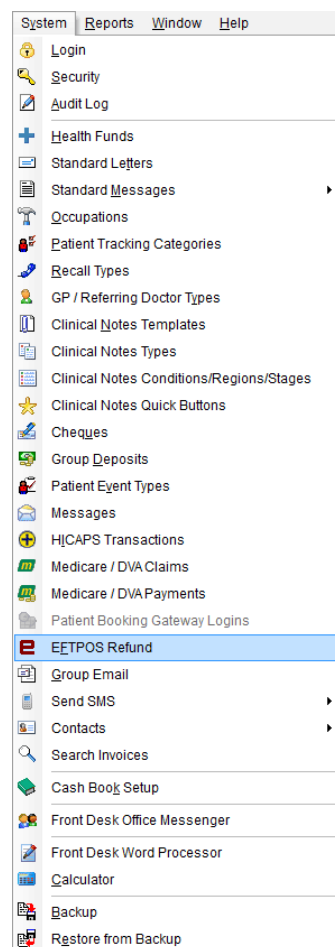 System Reports Window Help
Login
Security
Audit Log
Health Funds
Standard Letters
Standard Messages
Occupations
Patient Tracking Categories
Recall Types
GP / Referring Doctor Types
Clinical Notes Templates
Clinical Notes Types
Clinical Notes Conditions/Regions/Stages
Clinical Notes Quick Buttons
Cheques
Group Deposits
Patient Event Types
Messages
HICAPS Transactions
Medicare / DVA Claims
Medicare / DVA Payments
Patient Booking Gateway Logins
EFTPOS Refund
Group Email
Send SMS
Contacts
Search Invoices
Cash Book Setup
Front Desk Office Messenger
Front Desk Word Processor
Calculator
Backup
Restore from Backup